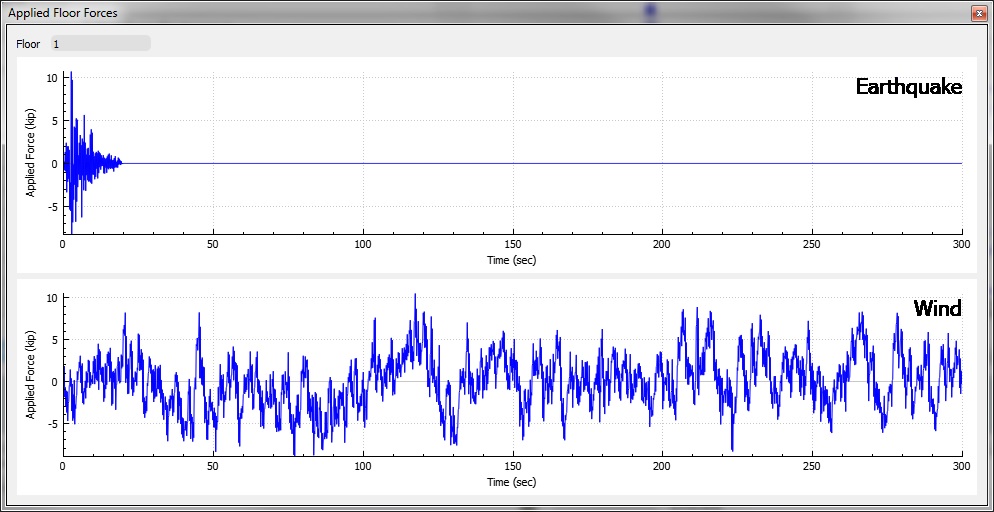 Applied Floor Forces
Floor 1
Earthquake
10
5
0
-5
Applied Force (kip)
0 50 100 150 200 250 300
Time (sec)
Wind
10
5
0
-5
Applied Force (kip)
0 50 100 150 200 250 300
Time (sec)